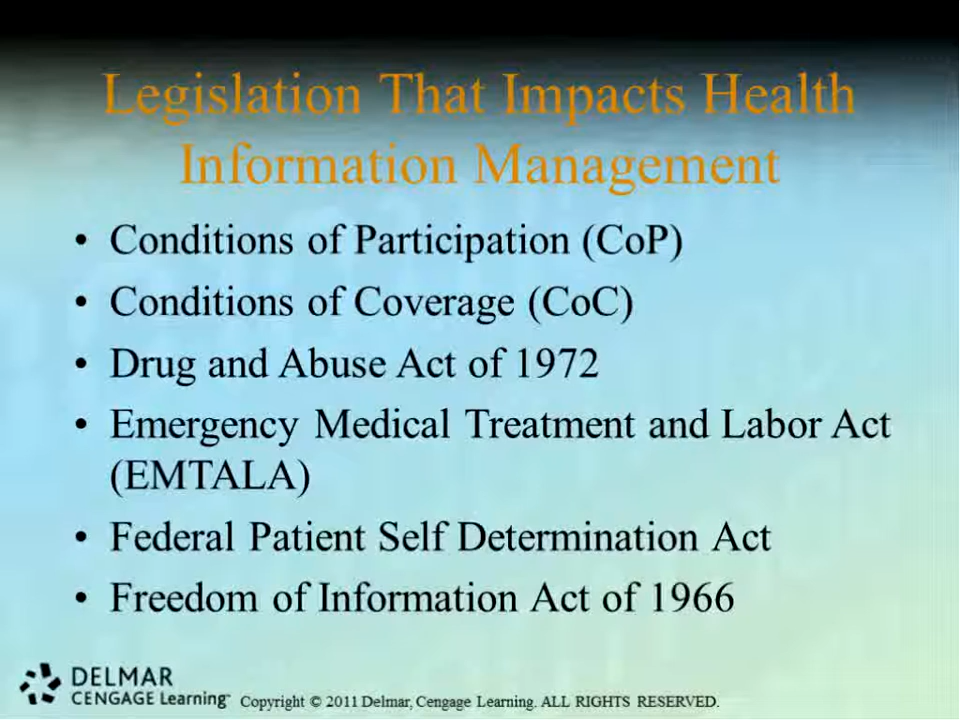 Legislation That Impacts Health
Information Management
• Conditions of Participation (CoP)
• Conditions of Coverage (CoC)
• Drug and Abuse Act of 1972
• Emergency Medical Treatment and Labor Act
(EMTALA)
• Federal Patient Self Determination Act
• Freedom of Information Act of 1966
DELMAR
CENGAGE Learning™
Copyright © 2011 Delmar, Cengage Learning. ALL RIGHTS RESERVED.